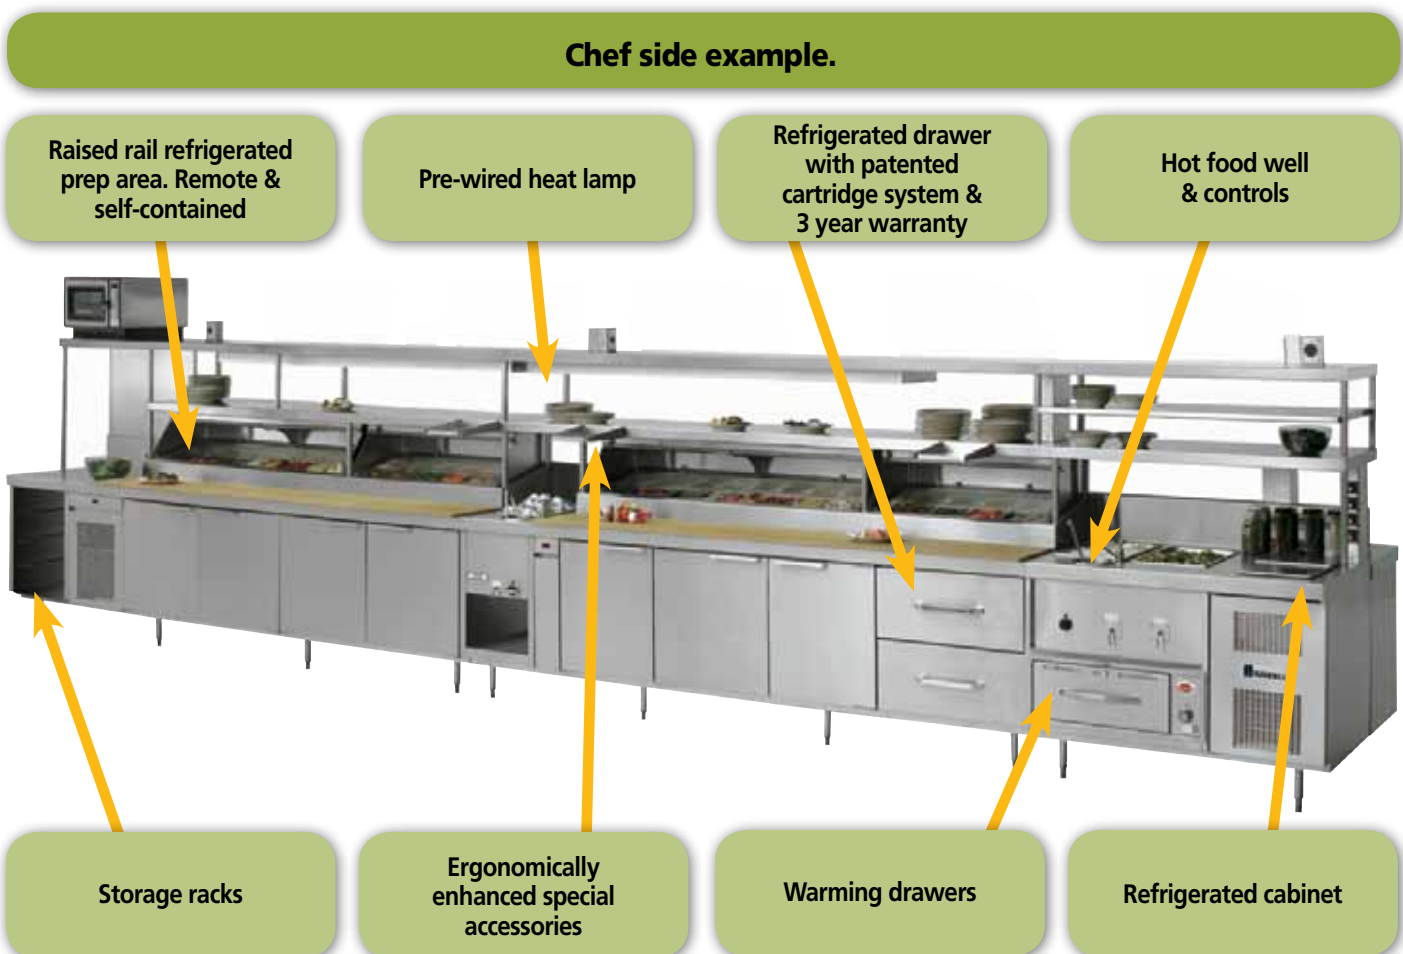 Chef side example.
Raised rail refrigerated
prep area. Remote &
self-contained
Pre-wired heat lamp
Refrigerated drawer
with patented
cartridge system &
3 year warranty
Hot food well
& controls
Storage racks
Ergonomically
enhanced special
accessories
Warming drawers
Refrigerated cabinet